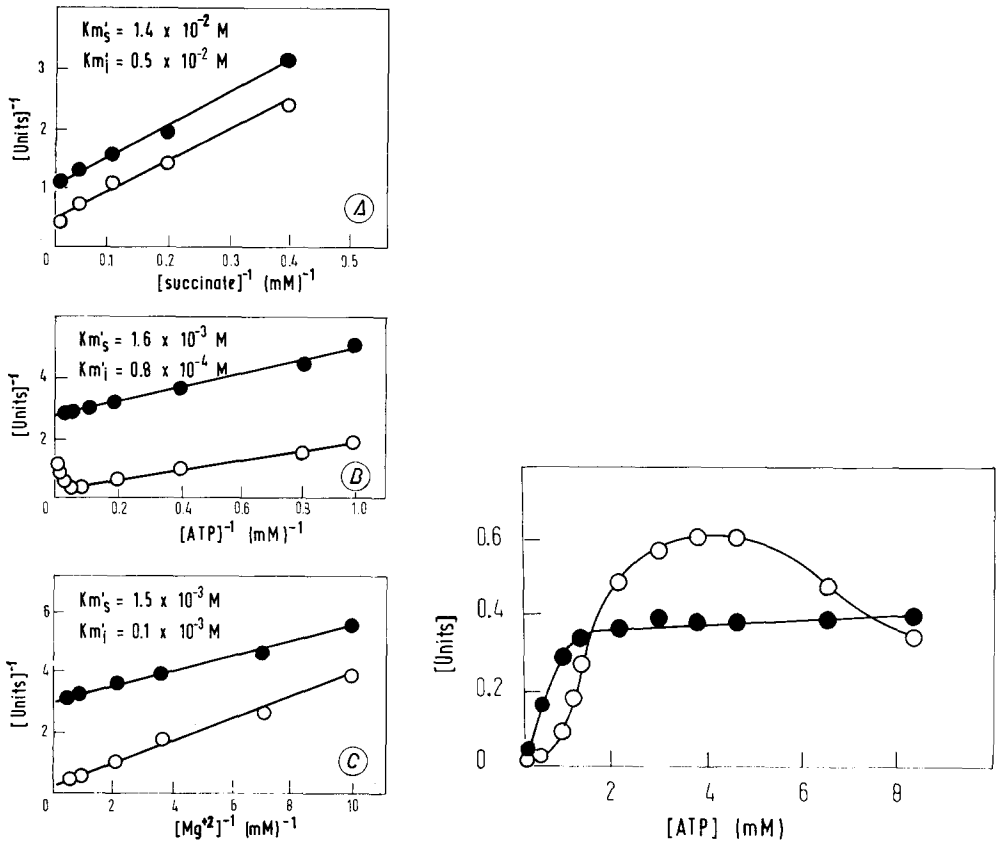 Km's = 1.4 x 10⁻² M
Km'i = 0.5 x 10⁻² M
3
2
1
0
0.1
0.2
0.3
0.4
0.5
[Units]⁻¹
[succinate]⁻¹ (mM)⁻¹
A
Km's = 1.6 x 10⁻³ M
Km'i = 0.8 x 10⁻⁴ M
4
2
0
0.2
0.4
0.6
0.8
1.0
[Units]⁻¹
[ATP]⁻¹ (mM)⁻¹
B
Km's = 1.5 x 10⁻³ M
Km'i = 0.1 x 10⁻³ M
6
4
2
0
2
4
6
8
10
[Units]⁻¹
[Mg⁺²]⁻¹ (mM)⁻¹
C
0.6
0.4
0.2
0
2
4
6
8
[Units]
[ATP] (mM)